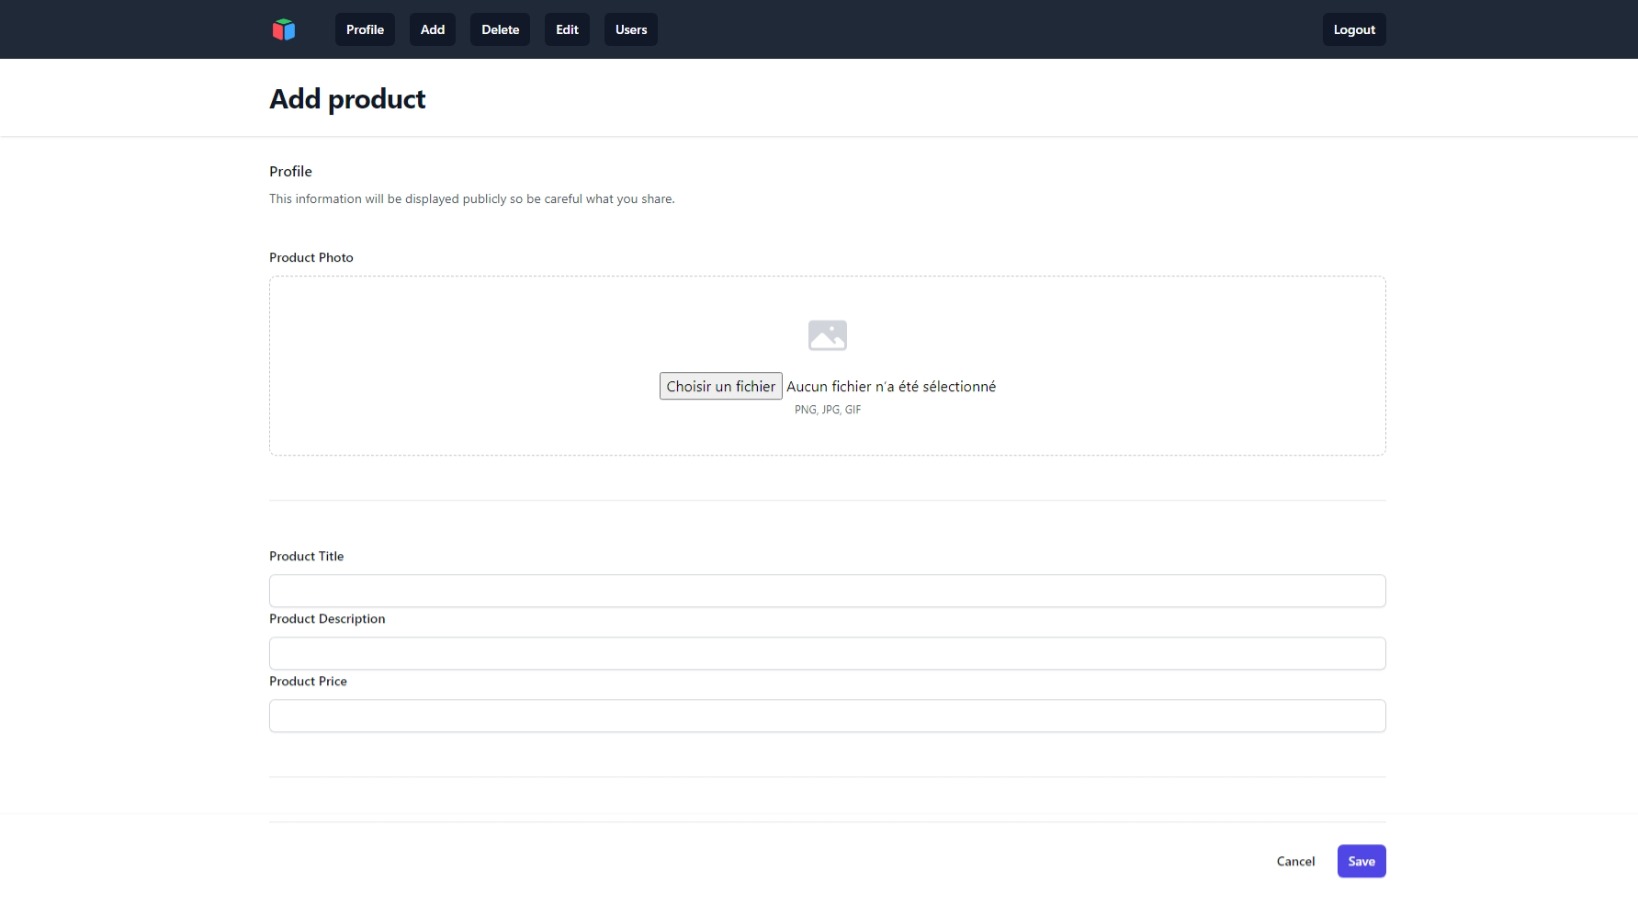 Profile Add Delete Edit Users Logout
Add product
Profile
This information will be displayed publicly so be careful what you share.
Product Photo
Choisir un fichier Aucun fichier n'a été sélectionné
PNG, JPG, GIF
Product Title
Product Description
Product Price
Cancel Save